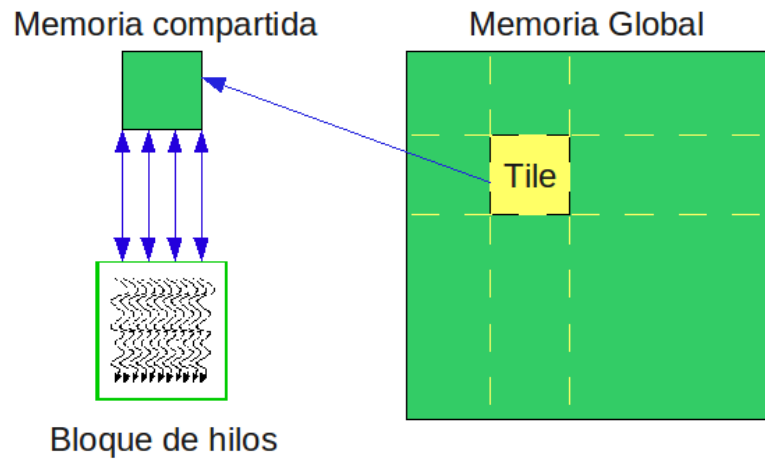 Memoria compartida
Memoria Global
Tile
Bloque de hilos